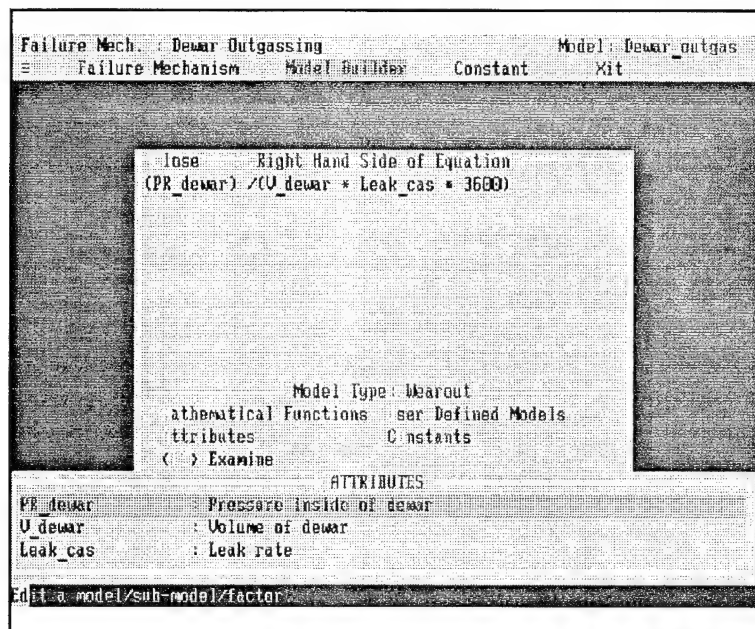 Failure Mech. : Dewar Outgassing Model: Dewar_outgas
≡ Failure Mechanism Model Builder Constant Xit
lose Right Hand Side of Equation
(PR_dewar) /(V_dewar * Leak_cas * 3600)
Model Type: Wearout
athematical Functions ser Defined Models
ttributes C nstants
( ) Examine
ATTRIBUTES
PR_dewar : Pressure inside of dewar
V_dewar : Volume of dewar
Leak_cas : Leak rate
Edit a model/sub-model/factor.